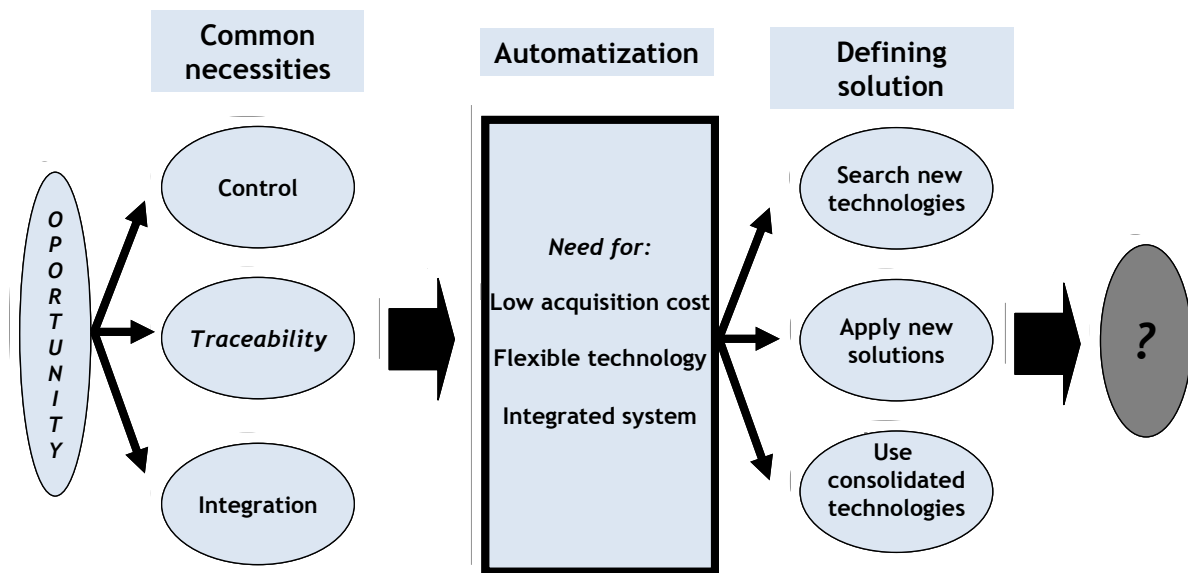 Common
necessities
Automatization
Defining
solution
OPPORTUNITY
Control
Traceability
Integration
Need for:
Low acquisition cost
Flexible technology
Integrated system
Search new
technologies
Apply new
solutions
Use
consolidated
technologies
?